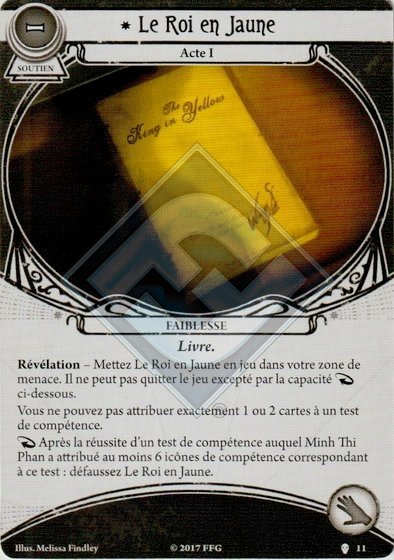 Le Roi en Jaune
SOUTIEN
Acte I
The
King in Yellow
FAIBLESSE
Livre.
Révélation – Mettez Le Roi en Jaune en jeu dans votre zone de
menace. Il ne peut pas quitter le jeu excepté par la capacité
ci-dessous.
Vous ne pouvez pas attribuer exactement 1 ou 2 cartes à un test
de compétence.
Après la réussite d'un test de compétence auquel Minh Thi
Phan a attribué au moins 6 icônes de compétence correspondant
à ce test : défaussez Le Roi en Jaune.
Illus. Melissa Findley
© 2017 FFG
11